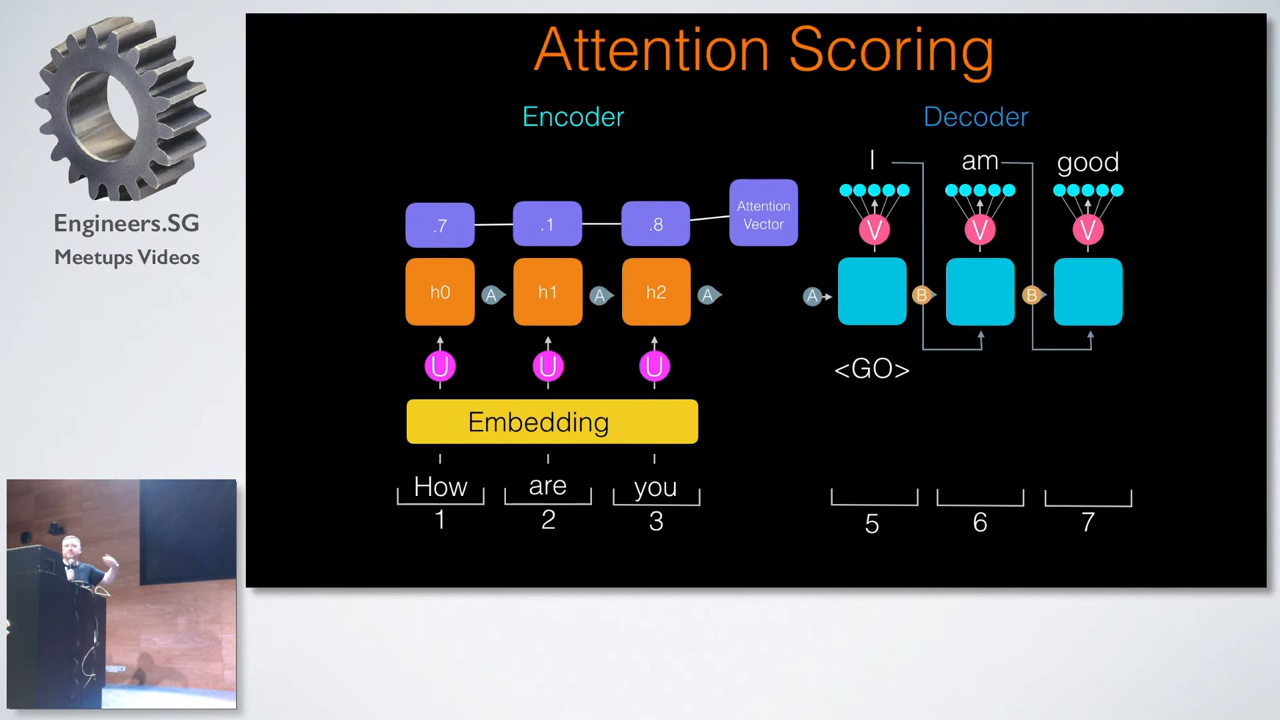 Engineers.SG
Meetups Videos
Attention Scoring
Encoder
Decoder
I am good
.7 .1 .8 Attention Vector
V V V
h0 A h1 A h2 A A B B
U U U
<GO>
Embedding
How are you
1 2 3 5 6 7